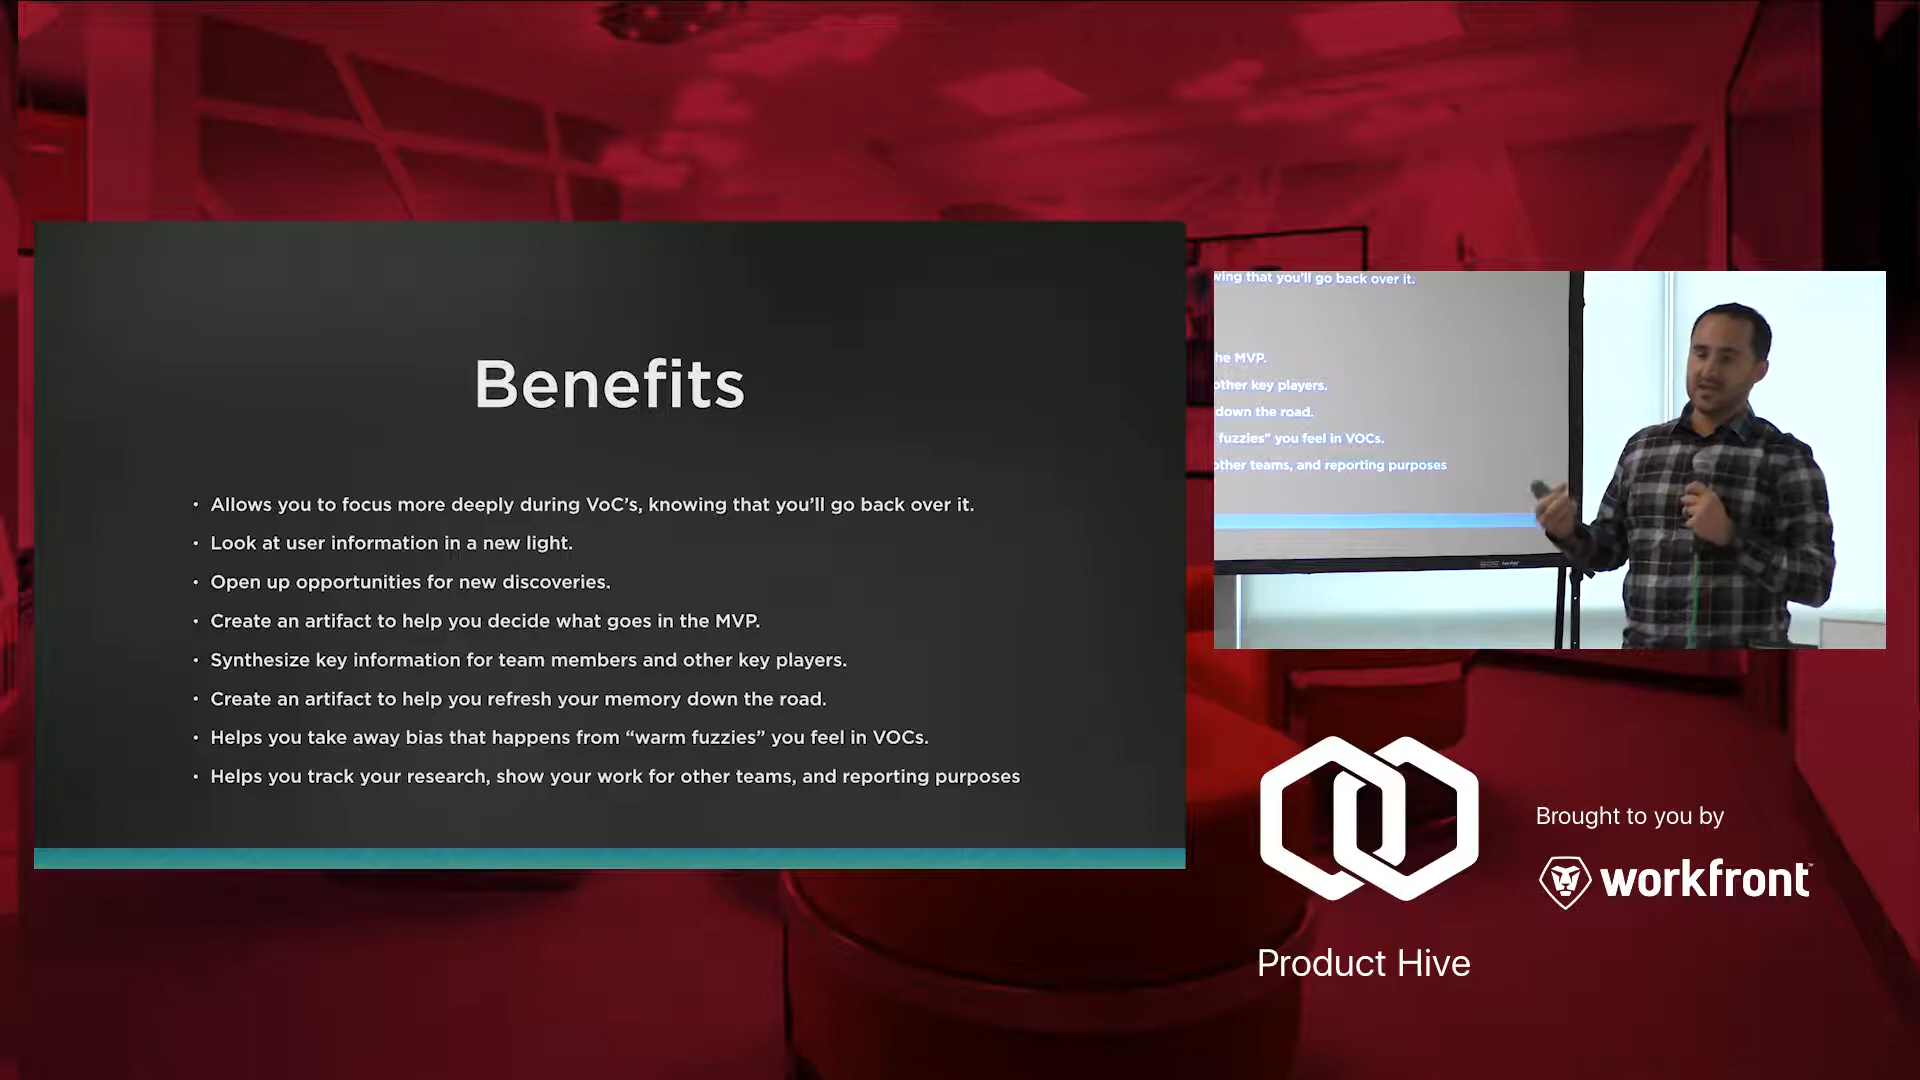 Benefits
• Allows you to focus more deeply during VoC’s, knowing that you’ll go back over it.
• Look at user information in a new light.
• Open up opportunities for new discoveries.
• Create an artifact to help you decide what goes in the MVP.
• Synthesize key information for team members and other key players.
• Create an artifact to help you refresh your memory down the road.
• Helps you take away bias that happens from “warm fuzzies” you feel in VOCs.
• Helps you track your research, show your work for other teams, and reporting purposes
that you’ll go back over it.
MVP.
other key players.
down the road.
fuzzies” you feel in VOCs.
other teams, and reporting purposes
Brought to you by
workfront
Product Hive